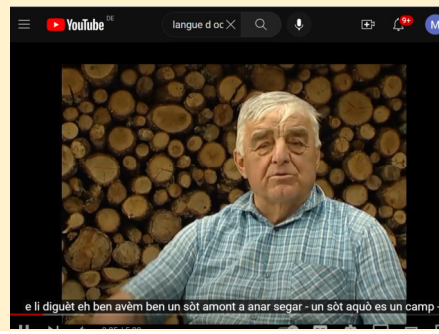 YouTube DE
langue d oc
9+
M
e li diguèt eh ben avèm ben un sòt amont a anar segar - un sòt aquò es un camp -